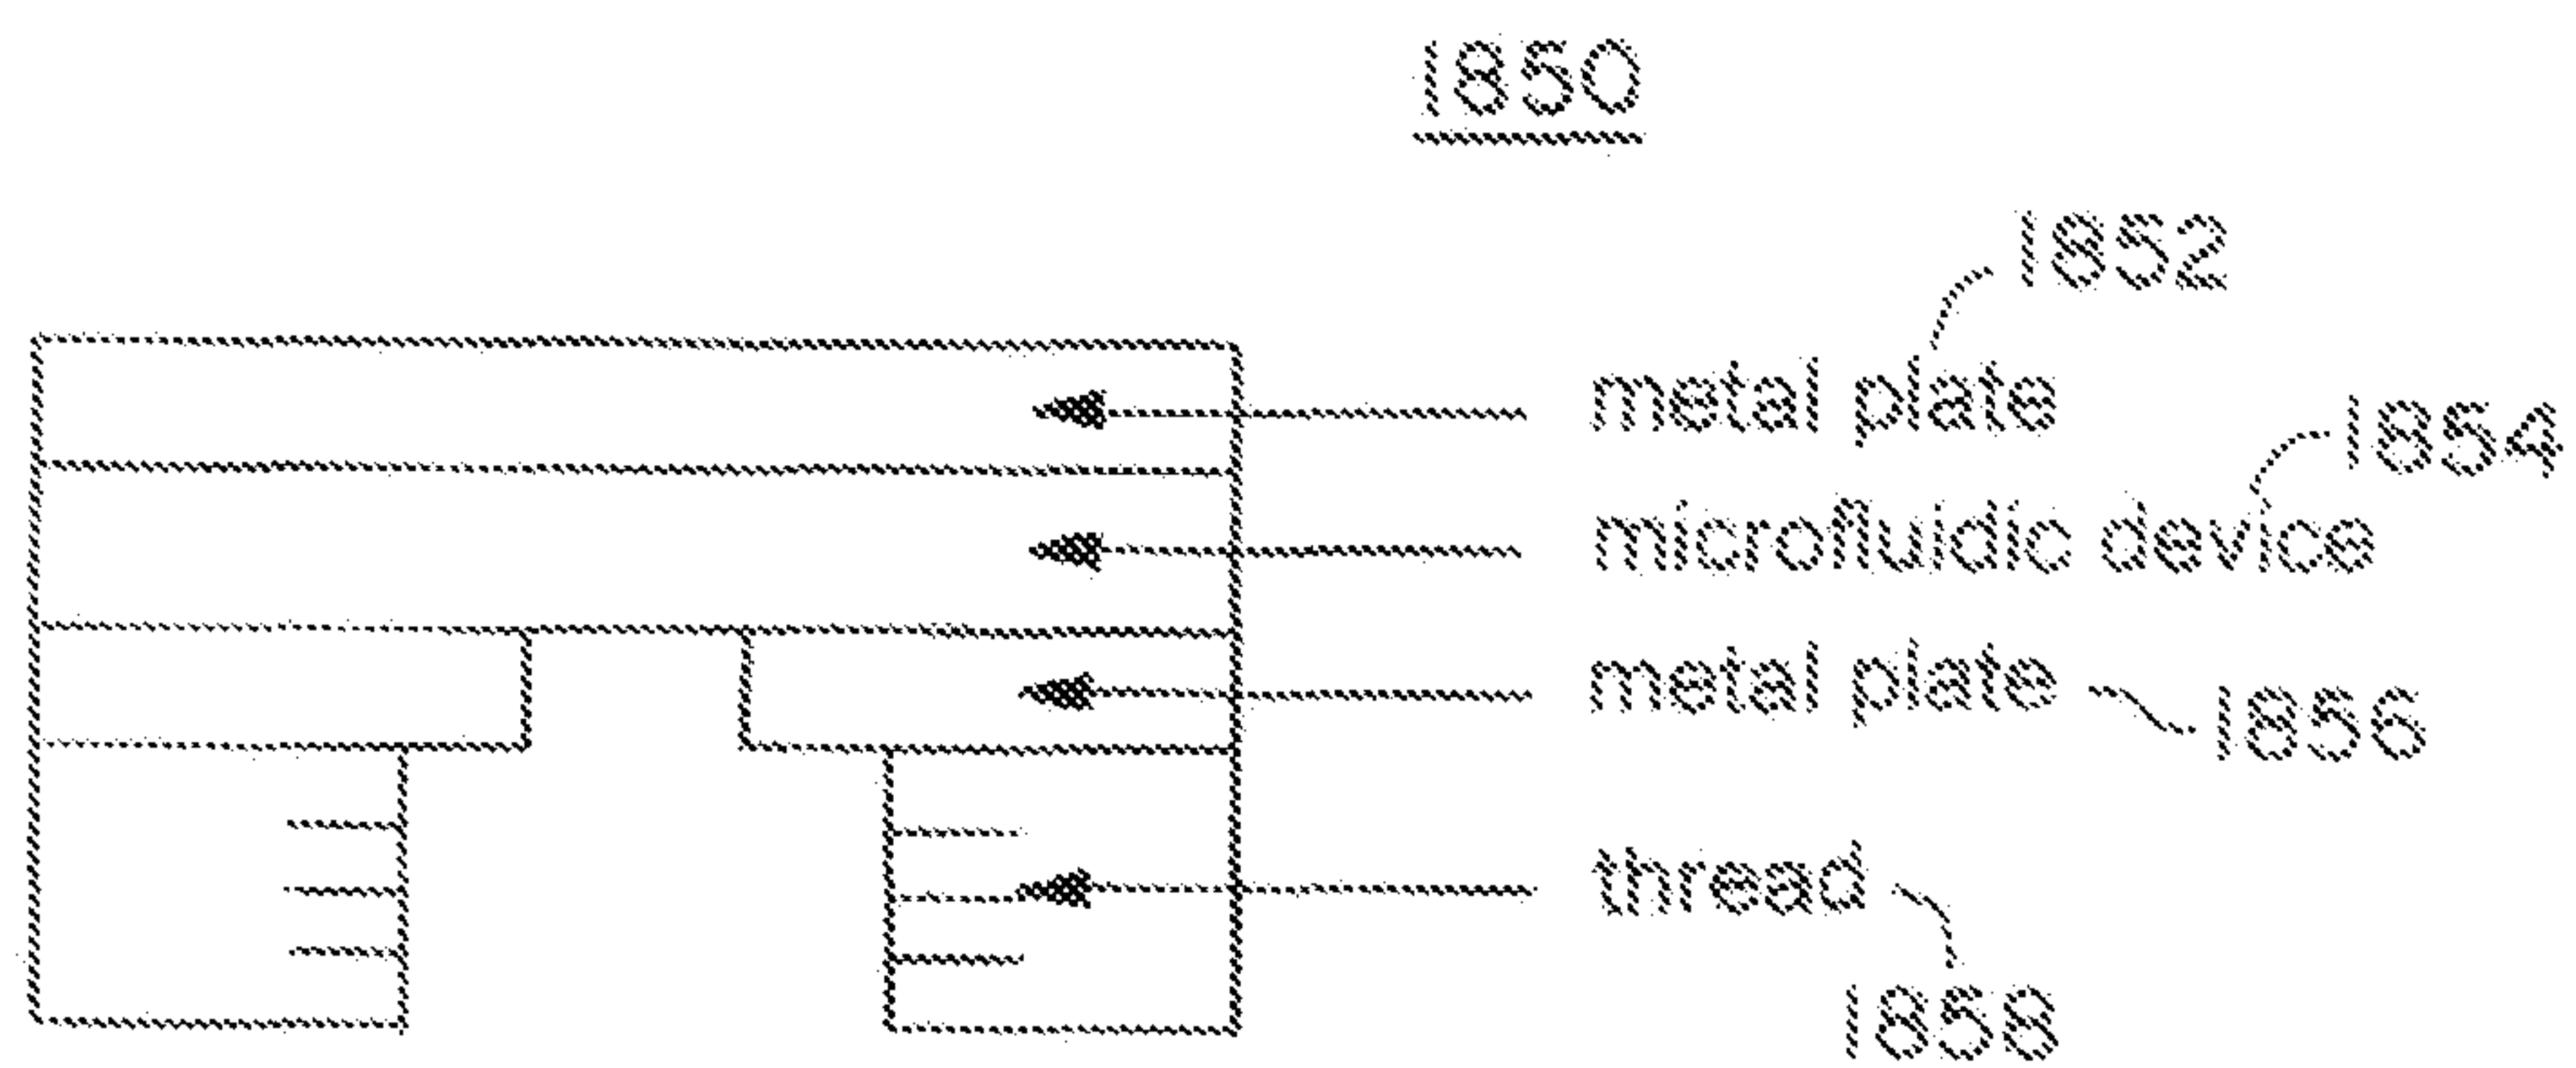 1850
1852
metal plate
1854
microfluidic device
metal plate
1856
thread
1858